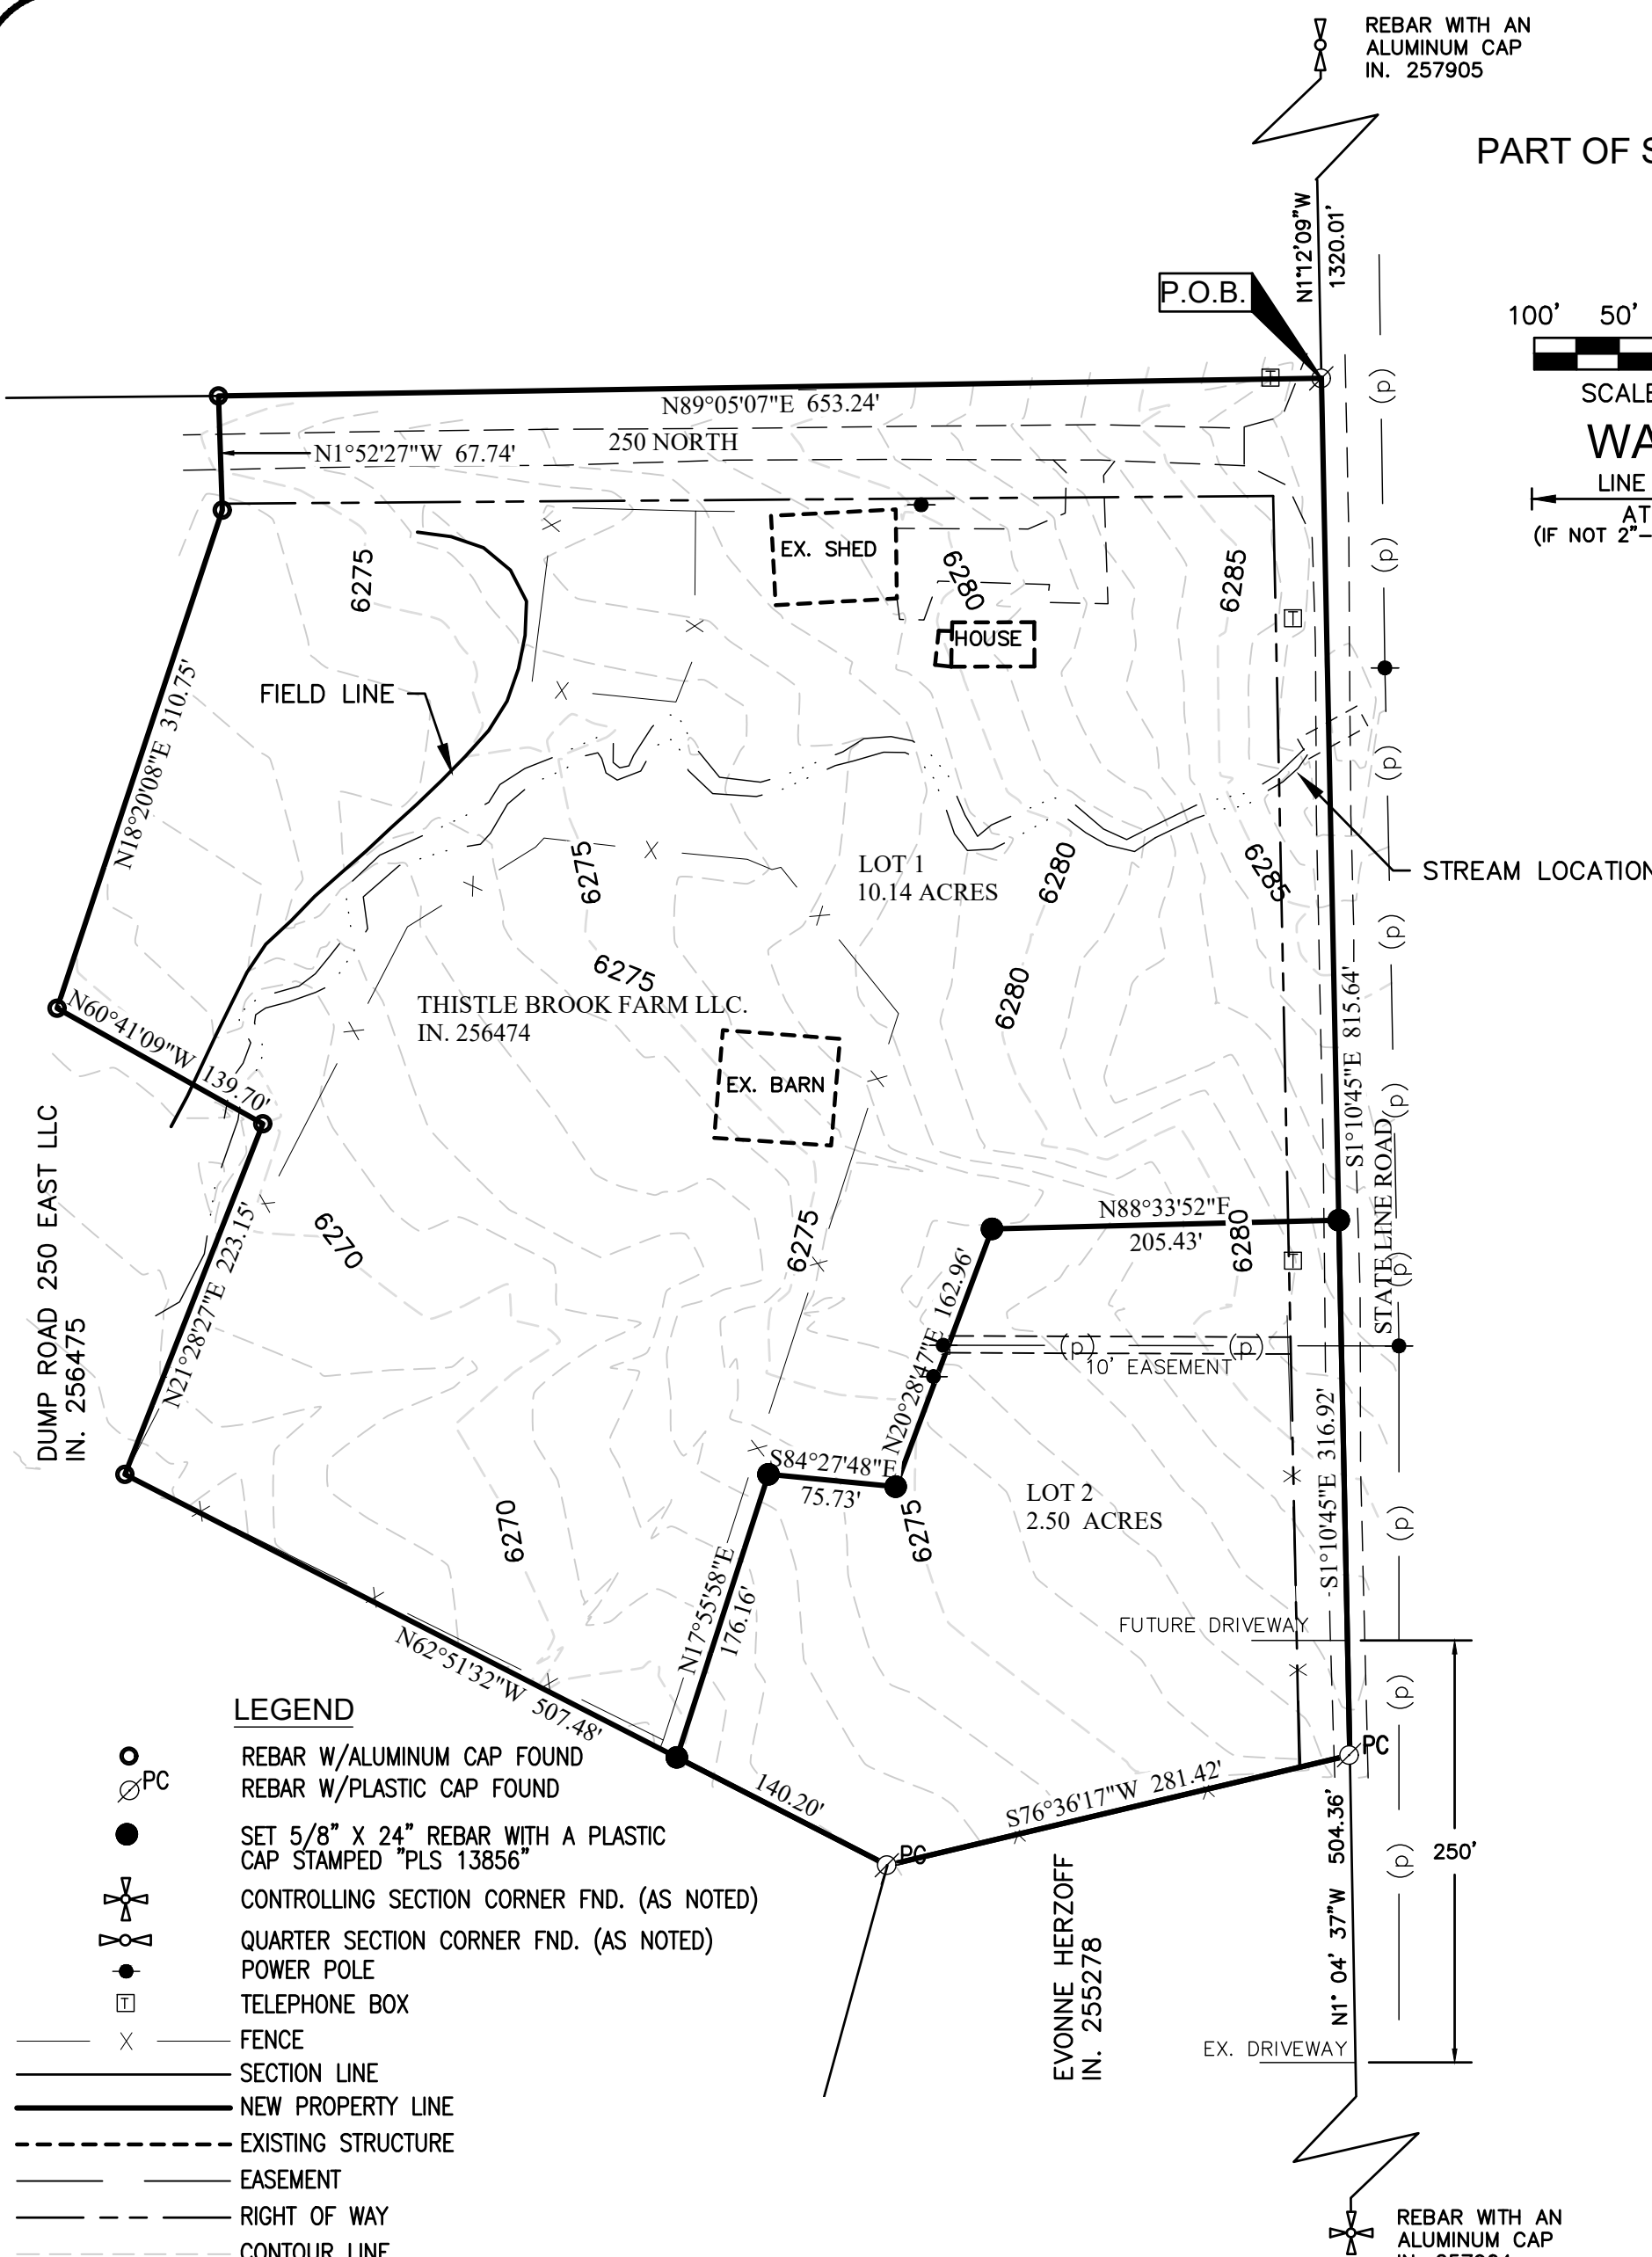 REBAR WITH AN
ALUMINUM CAP
IN. 257905
PART OF
N1°12'09"W
1320.01'
P.O.B.
100' 50'
SCALE
WA
LINE
AT
(IF NOT 2"-
N89°05'07"E 653.24'
250 NORTH
N1°52'27"W 67.74'
(p)
EX. SHED
6275
6280
6285
(p)
T
T
HOUSE
FIELD LINE
N18°20'08"E 310.75'
(p)
LOT 1
10.14 ACRES
6275
6280
6285
STREAM LOCATION
(p)
6275
6280
THISTLE BROOK FARM LLC.
IN. 256474
N60°41'09"W 139.70'
EX. BARN
S1°10'45"E 815.64'
STATE LINE ROAD
(p)
DUMP ROAD 250 EAST LLC
IN. 256475
N21°28'27"E 223.15'
6270
6275
N88°33'52"E
205.43'
6280
T
(p)
N20°28'47"E 162.96'
(p)
(p)
10' EASEMENT
S1°10'45"E 316.92'
S84°27'48"E
75.73'
6275
6270
LOT 2
2.50 ACRES
(p)
N17°55'58"E
176.16'
FUTURE DRIVEWAY
N62°51'32"W 507.48'
(p)
140.20'
S76°36'17"W 281.42'
PC
PC
250'
(p)
N1° 04' 37"W 504.36'
EVONNE HERZOFF
IN. 255278
EX. DRIVEWAY
LEGEND
REBAR W/ALUMINUM CAP FOUND
PC
REBAR W/PLASTIC CAP FOUND
SET 5/8" X 24" REBAR WITH A PLASTIC
CAP STAMPED "PLS 13856"
CONTROLLING SECTION CORNER FND. (AS NOTED)
QUARTER SECTION CORNER FND. (AS NOTED)
POWER POLE
T
TELEPHONE BOX
X
FENCE
SECTION LINE
NEW PROPERTY LINE
EXISTING STRUCTURE
EASEMENT
RIGHT OF WAY
CONTOUR LINE
REBAR WITH AN
ALUMINUM CAP